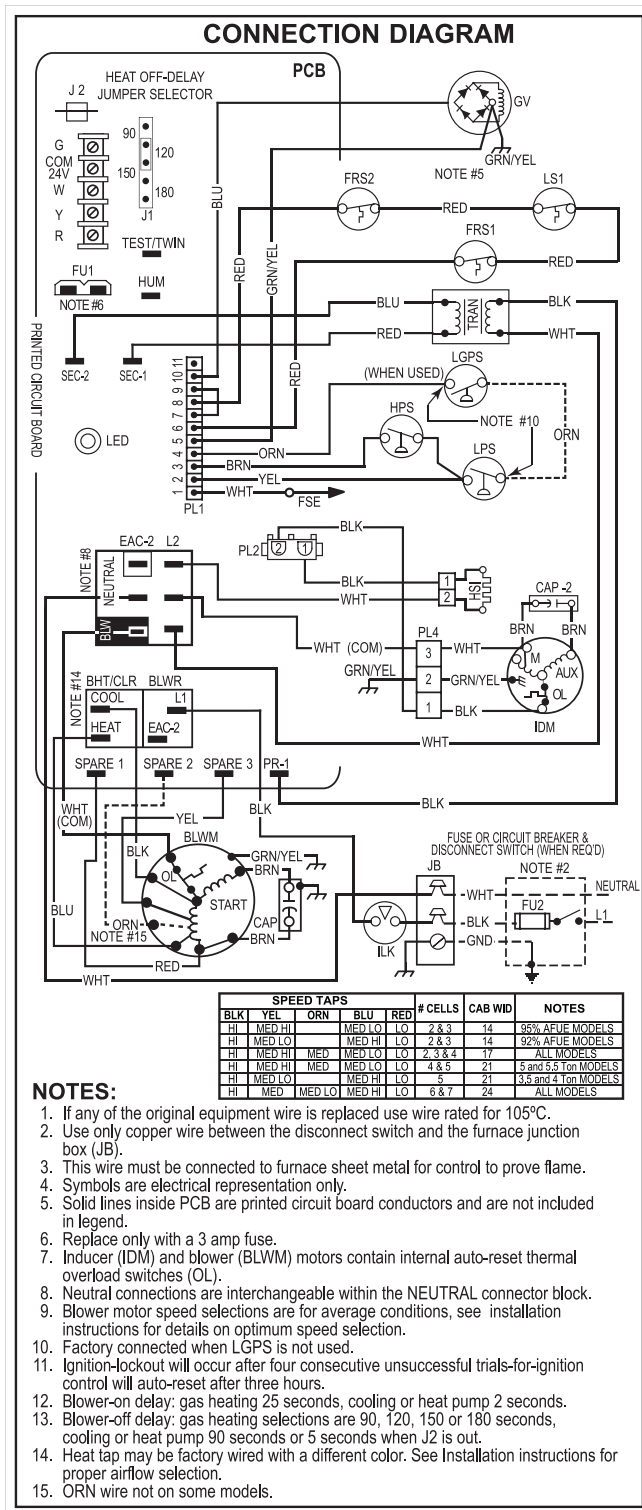 CONNECTION DIAGRAM
PCB
J 2
HEAT OFF-DELAY
JUMPER SELECTOR
90
120
150
180
J1
G
COM
24V
W
Y
R
TEST/TWIN
FU1
NOTE #6
HUM
PRINTED CIRCUIT BOARD
SEC-2
SEC-1
LED
BLU
RED
GRN/YEL
RED
GV
GRN/YEL
NOTE #5
FRS2
RED
LS1
FRS1
RED
BLU
TRAN
BLK
RED
WHT
11
10
9
8
7
6
5
4
3
2
1
PL1
(WHEN USED)
LGPS
NOTE #10
ORN
HPS
ORN
BRN
LPS
YEL
WHT
FSE
BLK
PL2
2
1
BLK
1
WHT
2
HSI
CAP -2
BRN
BRN
NOTE #8
EAC-2
L2
NEUTRAL
BLW
WHT (COM)
PL4
3
WHT
M
AUX
GRN/YEL
2
GRN/YEL
OL
1
BLK
IDM
WHT
NOTE #14
BHT/CLR
BLWR
COOL
L1
HEAT
EAC-2
SPARE 1
SPARE 2
SPARE 3
PR-1
BLK
WHT
(COM)
YEL
BLWM
BLK
BLK
GRN/YEL
BRN
OL
START
CAP
BLU
ORN
NOTE #15
BRN
RED
WHT
ILK
JB
FUSE OR CIRCUIT BREAKER &
DISCONNECT SWITCH (WHEN REQ'D)
NOTE #2
WHT
NEUTRAL
FU2
BLK
L1
GND
SPEED TAPS # CELLS CAB WID NOTES
BLK YEL ORN BLU RED
HI MED HI MED LO LO 2 & 3 14 95% AFUE MODELS
HI MED LO MED HI LO 2 & 3 14 92% AFUE MODELS
HI MED HI MED MED LO LO 2, 3 & 4 17 ALL MODELS
HI MED HI MED MED LO LO 4 & 5 21 5 and 5.5 Ton MODELS
HI MED LO MED HI LO 5 21 3,5 and 4 Ton MODELS
HI MED MED LO MED HI LO 6 & 7 24 ALL MODELS
NOTES:
1. If any of the original equipment wire is replaced use wire rated for 105ºC.
2. Use only copper wire between the disconnect switch and the furnace junction
box (JB).
3. This wire must be connected to furnace sheet metal for control to prove flame.
4. Symbols are electrical representation only.
5. Solid lines inside PCB are printed circuit board conductors and are not included
in legend.
6. Replace only with a 3 amp fuse.
7. Inducer (IDM) and blower (BLWM) motors contain internal auto-reset thermal
overload switches (OL).
8. Neutral connections are interchangeable within the NEUTRAL connector block.
9. Blower motor speed selections are for average conditions, see installation
instructions for details on optimum speed selection.
10. Factory connected when LGPS is not used.
11. Ignition-lockout will occur after four consecutive unsuccessful trials-for-ignition
control will auto-reset after three hours.
12. Blower-on delay: gas heating 25 seconds, cooling or heat pump 2 seconds.
13. Blower-off delay: gas heating selections are 90, 120, 150 or 180 seconds,
cooling or heat pump 90 seconds or 5 seconds when J2 is out.
14. Heat tap may be factory wired with a different color. See Installation instructions for
proper airflow selection.
15. ORN wire not on some models.